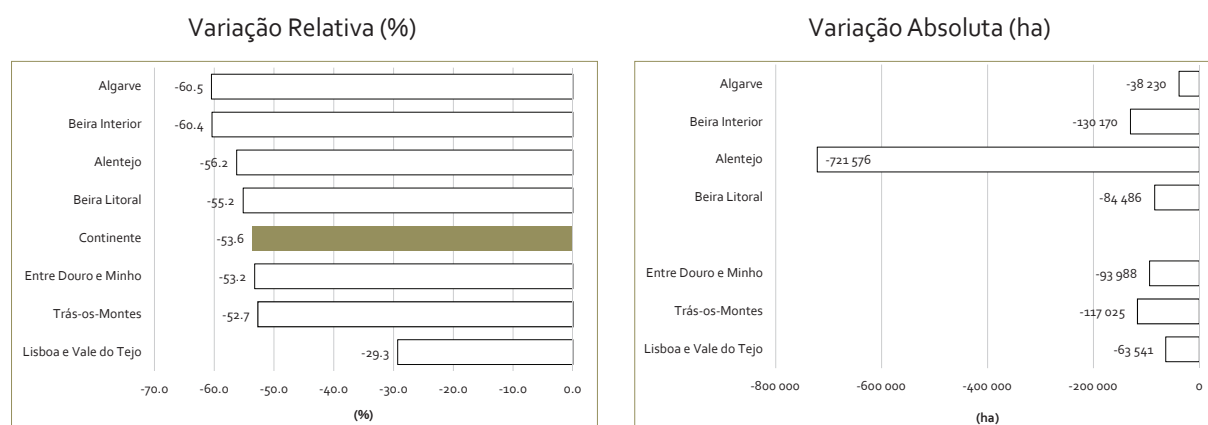 Variação Relativa (%)
Algarve
-60.5
Beira Interior
-60.4
Alentejo
-56.2
Beira Litoral
-55.2
Continente
-53.6
Entre Douro e Minho
-53.2
Trás-os-Montes
-52.7
Lisboa e Vale do Tejo
-29.3
-70.0 -60.0 -50.0 -40.0 -30.0 -20.0 -10.0 0.0
(%)
Variação Absoluta (ha)
Algarve
-38 230
Beira Interior
-130 170
Alentejo
-721 576
Beira Litoral
-84 486
Entre Douro e Minho
-93 988
Trás-os-Montes
-117 025
Lisboa e Vale do Tejo
-63 541
-800 000 -600 000 -400 000 -200 000 0
(ha)